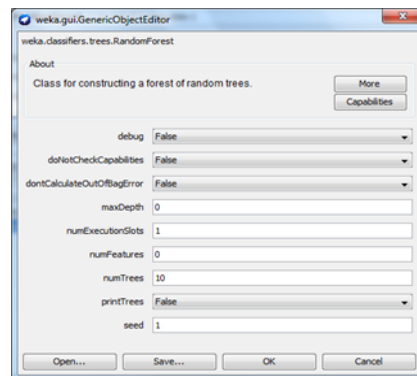 weka.gui.GenericObjectEditor
weka.classifiers.trees.RandomForest
About
Class for constructing a forest of random trees.
More
Capabilities
debug False
doNotCheckCapabilities False
dontCalculateOutOfBagError False
maxDepth 0
numExecutionSlots 1
numFeatures 0
numTrees 10
printTrees False
seed 1
Open... Save... OK Cancel